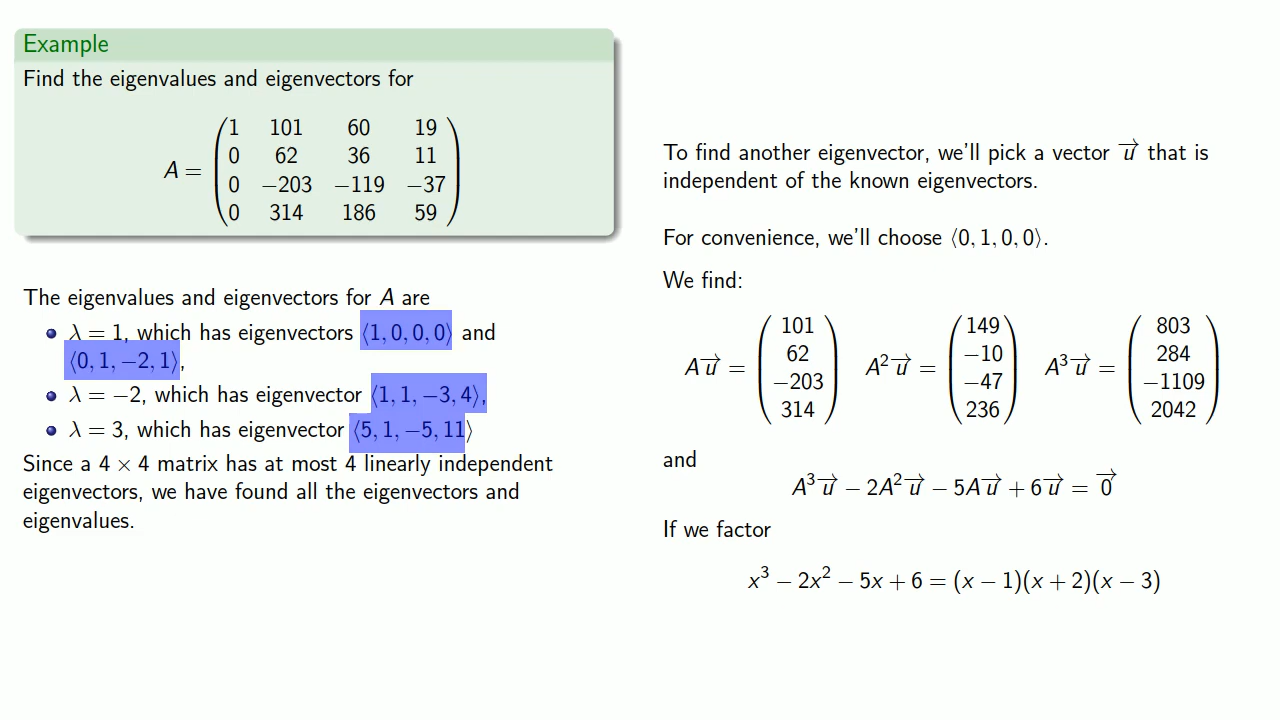 Example
Find the eigenvalues and eigenvectors for
A = 
( 1 101 60 19 )
( 0 62 36 11 )
( 0 −203 −119 −37 )
( 0 314 186 59 )
The eigenvalues and eigenvectors for A are
λ = 1, which has eigenvectors ⟨1, 0, 0, 0⟩ and
⟨0, 1, −2, 1⟩,
λ = −2, which has eigenvector ⟨1, 1, −3, 4⟩,
λ = 3, which has eigenvector ⟨5, 1, −5, 11⟩
Since a 4 × 4 matrix has at most 4 linearly independent
eigenvectors, we have found all the eigenvectors and
eigenvalues.
To find another eigenvector, we'll pick a vector u⃗ that is
independent of the known eigenvectors.
For convenience, we'll choose ⟨0, 1, 0, 0⟩.
We find:
Au⃗ = ( 101 62 −203 314 ) A²u⃗ = ( 149 −10 −47 236 ) A³u⃗ = ( 803 284 −1109 2042 )
and
A³u⃗ − 2A²u⃗ − 5Au⃗ + 6u⃗ = 0⃗
If we factor
x³ − 2x² − 5x + 6 = (x − 1)(x + 2)(x − 3)